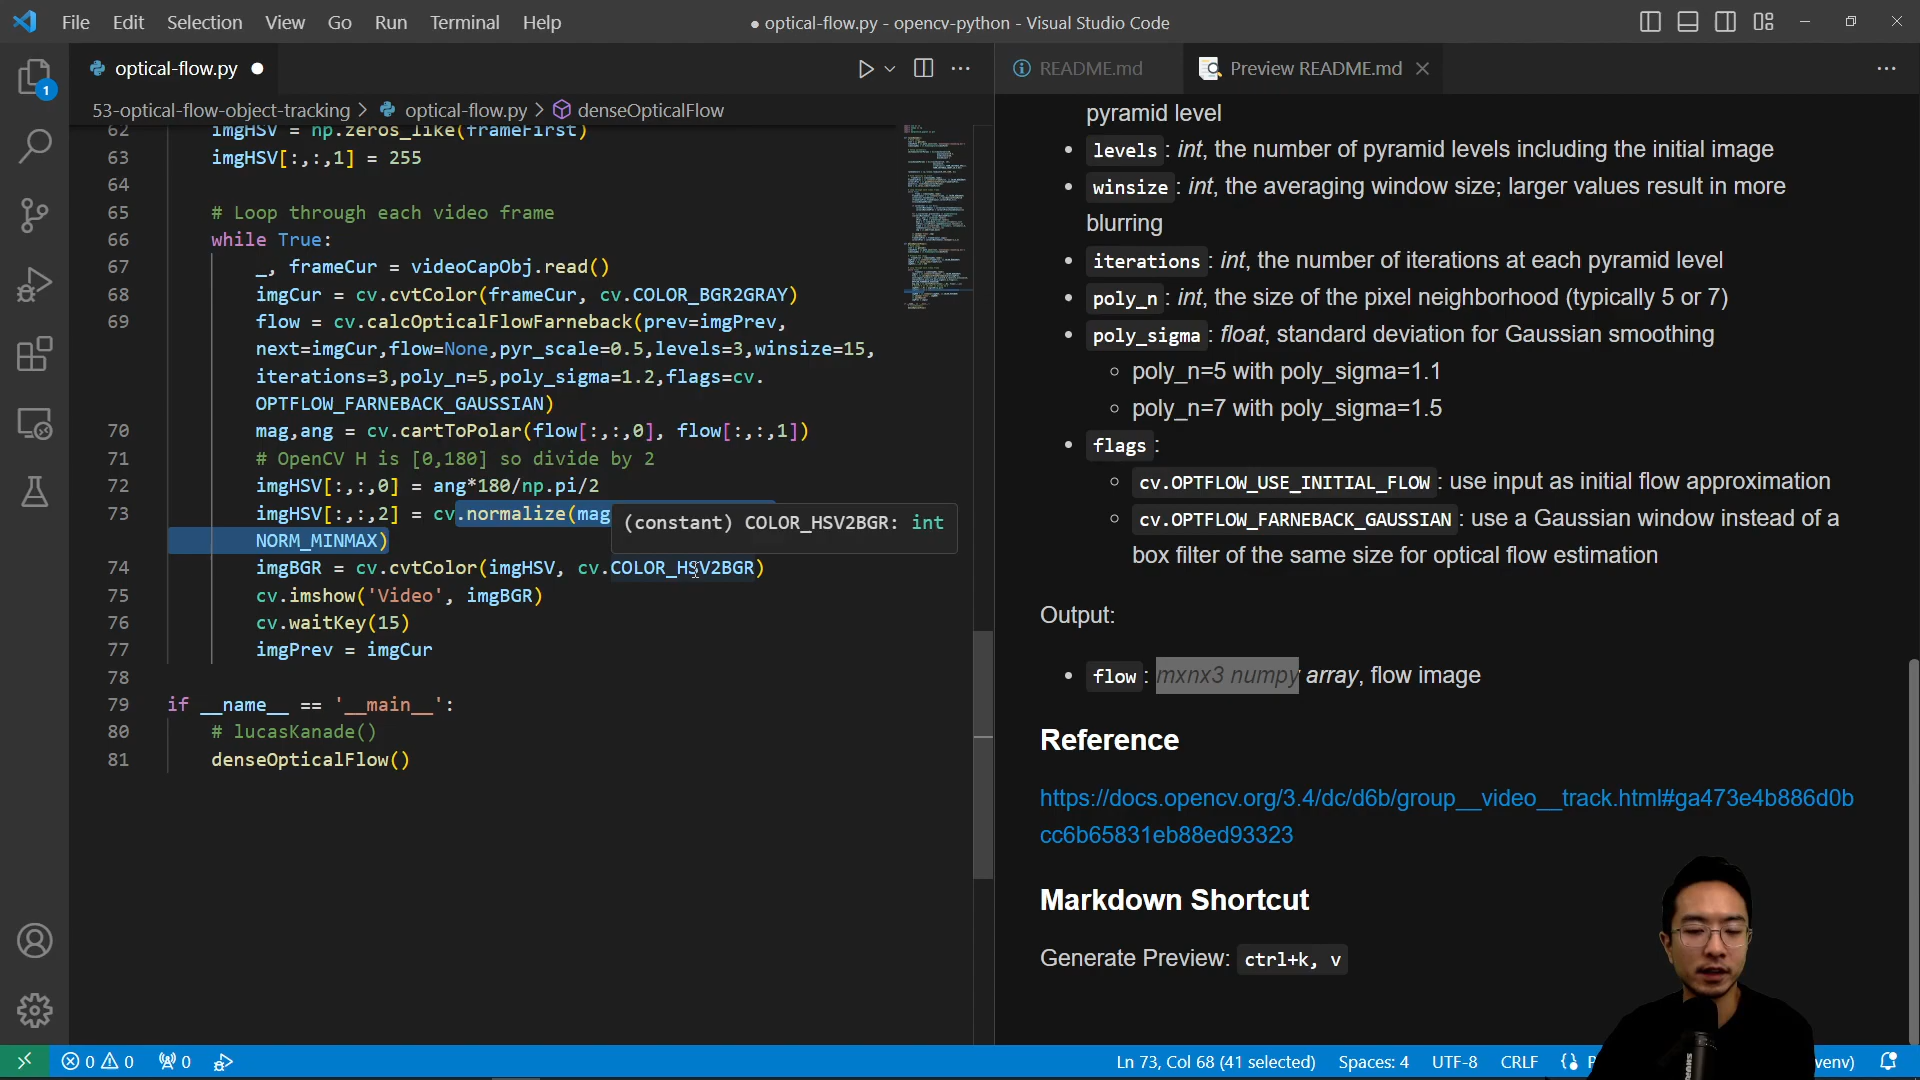 File Edit Selection View Go Run Terminal Help
● optical-flow.py - opencv-python - Visual Studio Code
optical-flow.py
README.md
Preview README.md
53-optical-flow-object-tracking > optical-flow.py > denseOpticalFlow
62 imgHSV = np.zeros_like(frameFirst)
63 imgHSV[:,:,1] = 255
64
65 # Loop through each video frame
66 while True:
67 _, frameCur = videoCapObj.read()
68 imgCur = cv.cvtColor(frameCur, cv.COLOR_BGR2GRAY)
69 flow = cv.calcOpticalFlowFarneback(prev=imgPrev,
next=imgCur,flow=None,pyr_scale=0.5,levels=3,winsize=15,
iterations=3,poly_n=5,poly_sigma=1.2,flags=cv.
OPTFLOW_FARNEBACK_GAUSSIAN)
70 mag,ang = cv.cartToPolar(flow[:,:,0], flow[:,:,1])
71 # OpenCV H is [0,180] so divide by 2
72 imgHSV[:,:,0] = ang*180/np.pi/2
73 imgHSV[:,:,2] = cv.normalize(mag
(constant) COLOR_HSV2BGR: int
NORM_MINMAX)
74 imgBGR = cv.cvtColor(imgHSV, cv.COLOR_HSV2BGR)
75 cv.imshow('Video', imgBGR)
76 cv.waitKey(15)
77 imgPrev = imgCur
78
79 if __name__ == '__main__':
80 # lucasKanade()
81 denseOpticalFlow()
pyramid level
• levels: int, the number of pyramid levels including the initial image
• winsize: int, the averaging window size; larger values result in more
blurring
• iterations: int, the number of iterations at each pyramid level
• poly_n: int, the size of the pixel neighborhood (typically 5 or 7)
• poly_sigma: float, standard deviation for Gaussian smoothing
poly_n=5 with poly_sigma=1.1
poly_n=7 with poly_sigma=1.5
• flags:
cv.OPTFLOW_USE_INITIAL_FLOW: use input as initial flow approximation
cv.OPTFLOW_FARNEBACK_GAUSSIAN: use a Gaussian window instead of a
box filter of the same size for optical flow estimation
Output:
• flow: mxnx3 numpy array, flow image
Reference
https://docs.opencv.org/3.4/dc/d6b/group__video__track.html#ga473e4b886d0b
cc6b65831eb88ed93323
Markdown Shortcut
Generate Preview: ctrl+k, v
1
0 0 0
Ln 73, Col 68 (41 selected) Spaces: 4 UTF-8 CRLF venv)